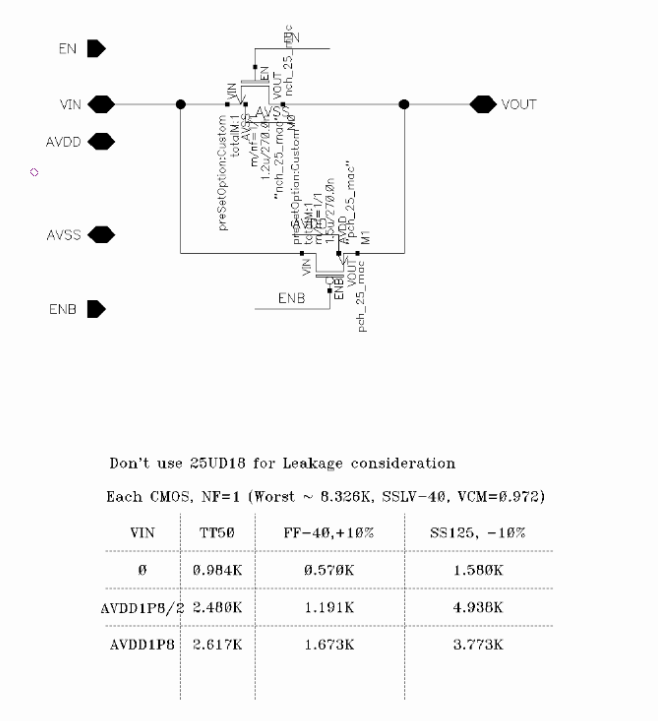 EN
EN
nch_25_mac
VIN
EN
VOUT
VIN
VOUT
AVSS
AVSS
M0
AVDD
preSetOption:Custom
totalM:1
m/nf=1/1
1.2u/270.0n
"nch_25_mac"
preSetOption:Custom
totalM:1
m/nf=1/1
1.5u/270.0n
"pch_25_mac"
AVDD
M1
AVSS
VIN
ENB
VOUT
pch_25_mac
ENB
ENB
Don't use 25UD18 for Leakage consideration
Each CMOS, NF=1 (Worst ~ 8.326K, SSLV-40, VCM=0.972)
VIN TT50 FF-40,+10% SS125, -10%
0 0.984K 0.570K 1.580K
AVDD1P8/2 2.480K 1.191K 4.938K
AVDD1P8 2.617K 1.673K 3.773K